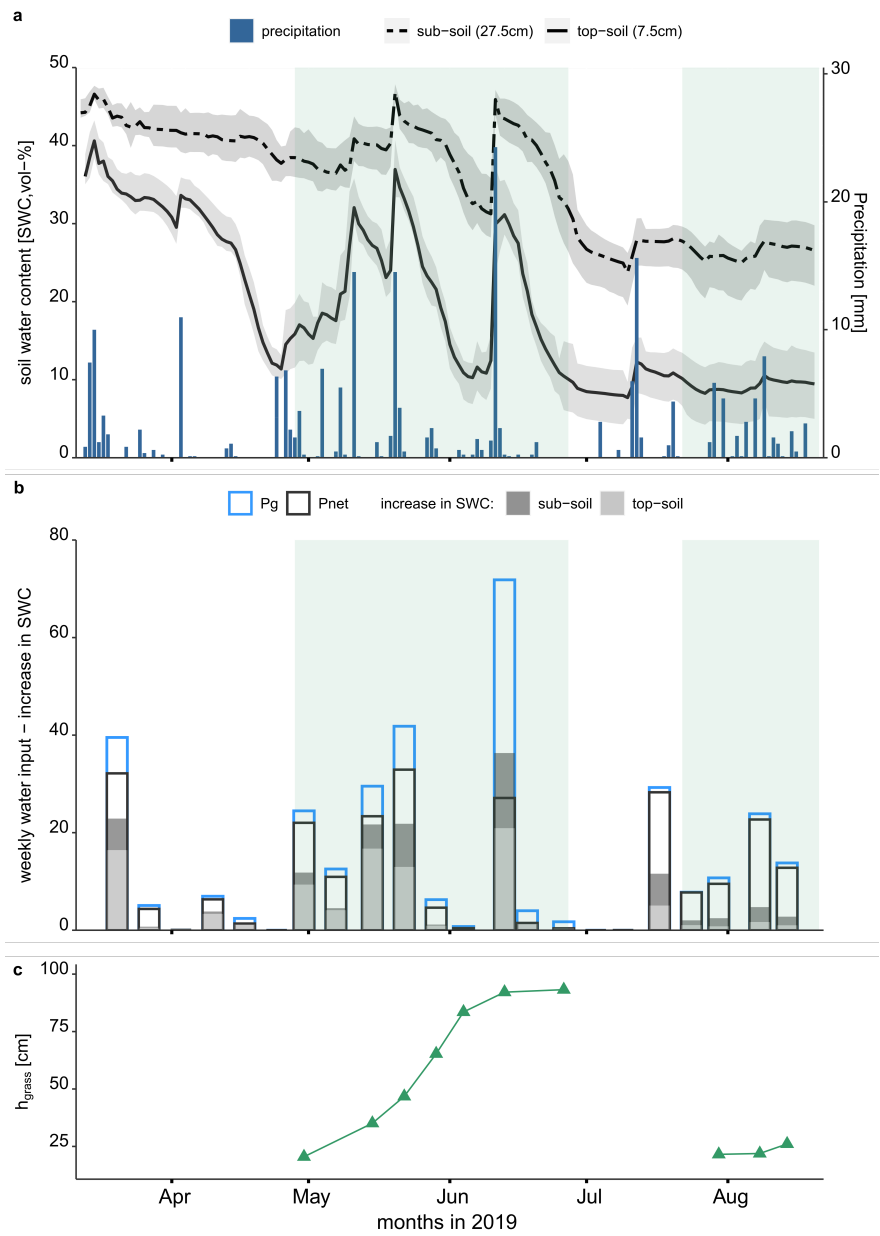 a
precipitation sub−soil (27.5cm) top−soil (7.5cm)
50
40
30
20
10
0
soil water content [SWC,vol−%]
30
20
10
0
Precipitation [mm]
b
Pg Pnet increase in SWC: sub−soil top−soil
80
60
40
20
0
weekly water input − increase in SWC
c
100
75
50
25
hgrass [cm]
Apr May Jun Jul Aug
months in 2019